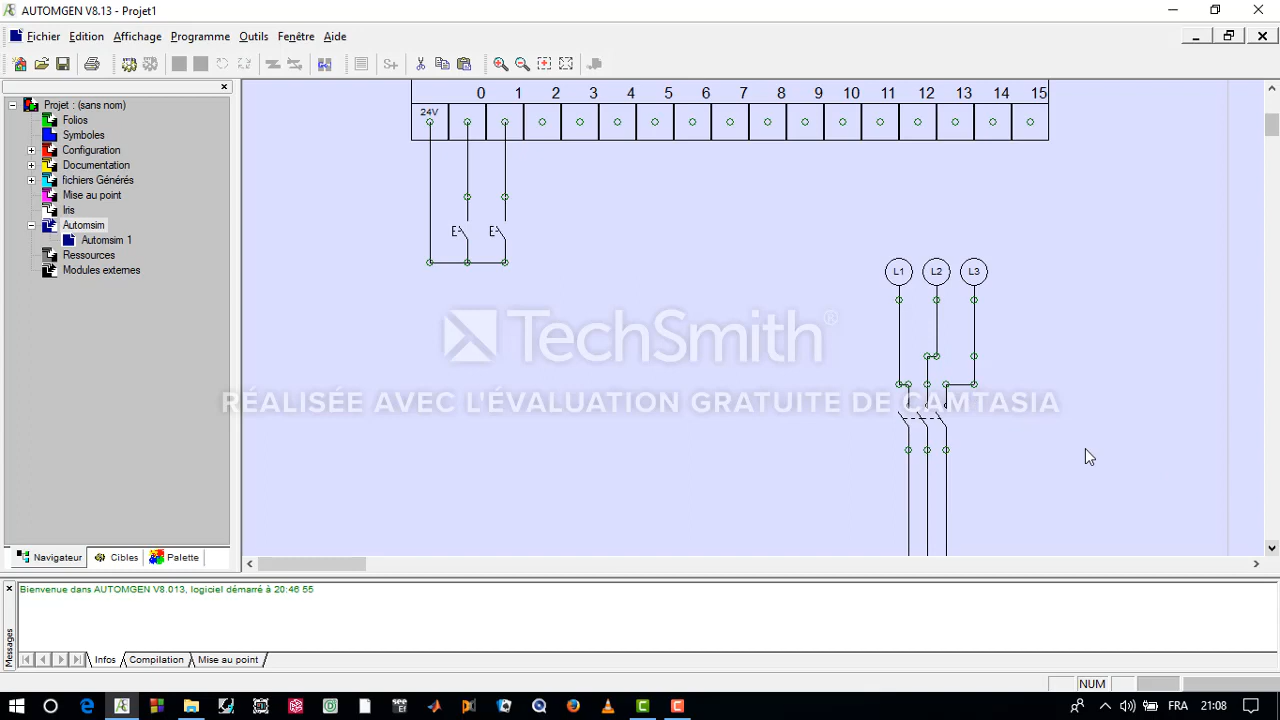 AUTOMGEN V8.13 - Projet1
Fichier Edition Affichage Programme Outils Fenêtre Aide
S+
Projet : (sans nom)
Folios
Symboles
Configuration
Documentation
fichiers Générés
Mise au point
Iris
Automsim
Automsim 1
Ressources
Modules externes
Navigateur Cibles Palette
0 1 2 3 4 5 6 7 8 9 10 11 12 13 14 15
24V
E E
L1 L2 L3
TechSmith®
RÉALISÉE AVEC L'ÉVALUATION GRATUITE DE CAMTASIA
Messages
Bienvenue dans AUTOMGEN V8 013, logiciel démarré à 20:46 55
Infos Compilation Mise au point
NUM
FRA 21:08